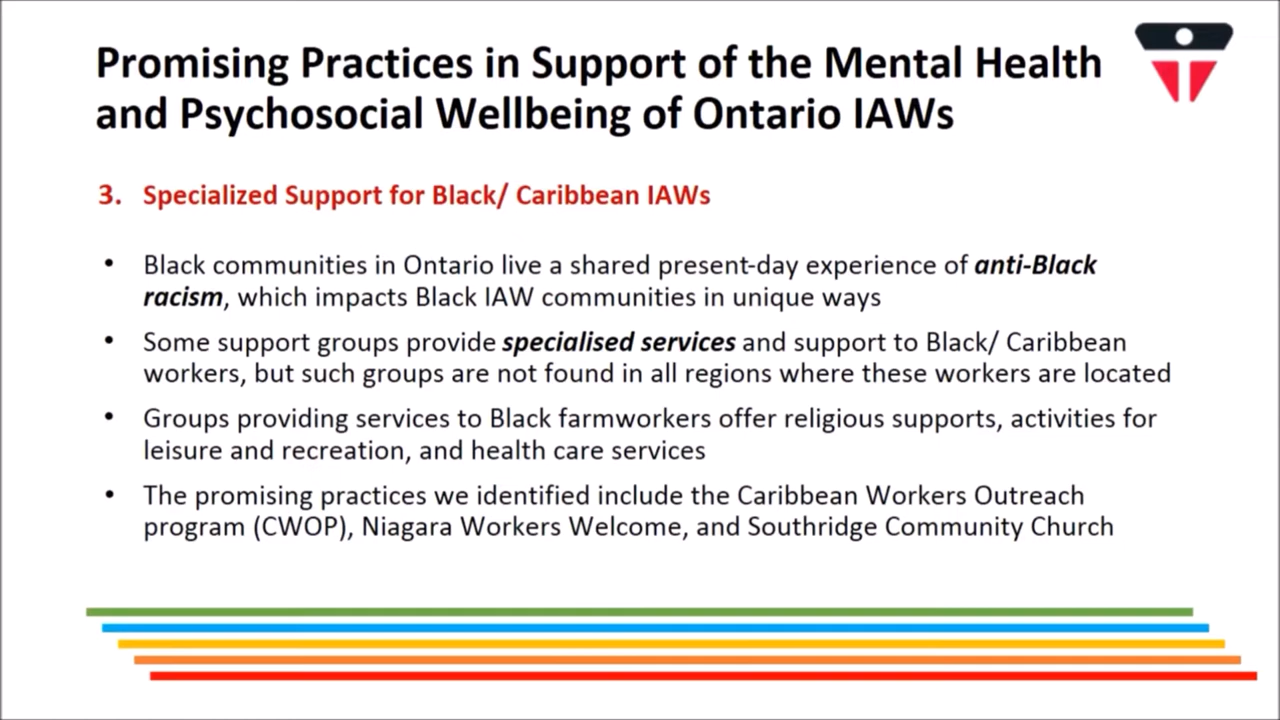 Promising Practices in Support of the Mental Health
and Psychosocial Wellbeing of Ontario IAWs
3. Specialized Support for Black/ Caribbean IAWs
• Black communities in Ontario live a shared present-day experience of anti-Black
racism, which impacts Black IAW communities in unique ways
• Some support groups provide specialised services and support to Black/ Caribbean
workers, but such groups are not found in all regions where these workers are located
• Groups providing services to Black farmworkers offer religious supports, activities for
leisure and recreation, and health care services
• The promising practices we identified include the Caribbean Workers Outreach
program (CWOP), Niagara Workers Welcome, and Southridge Community Church